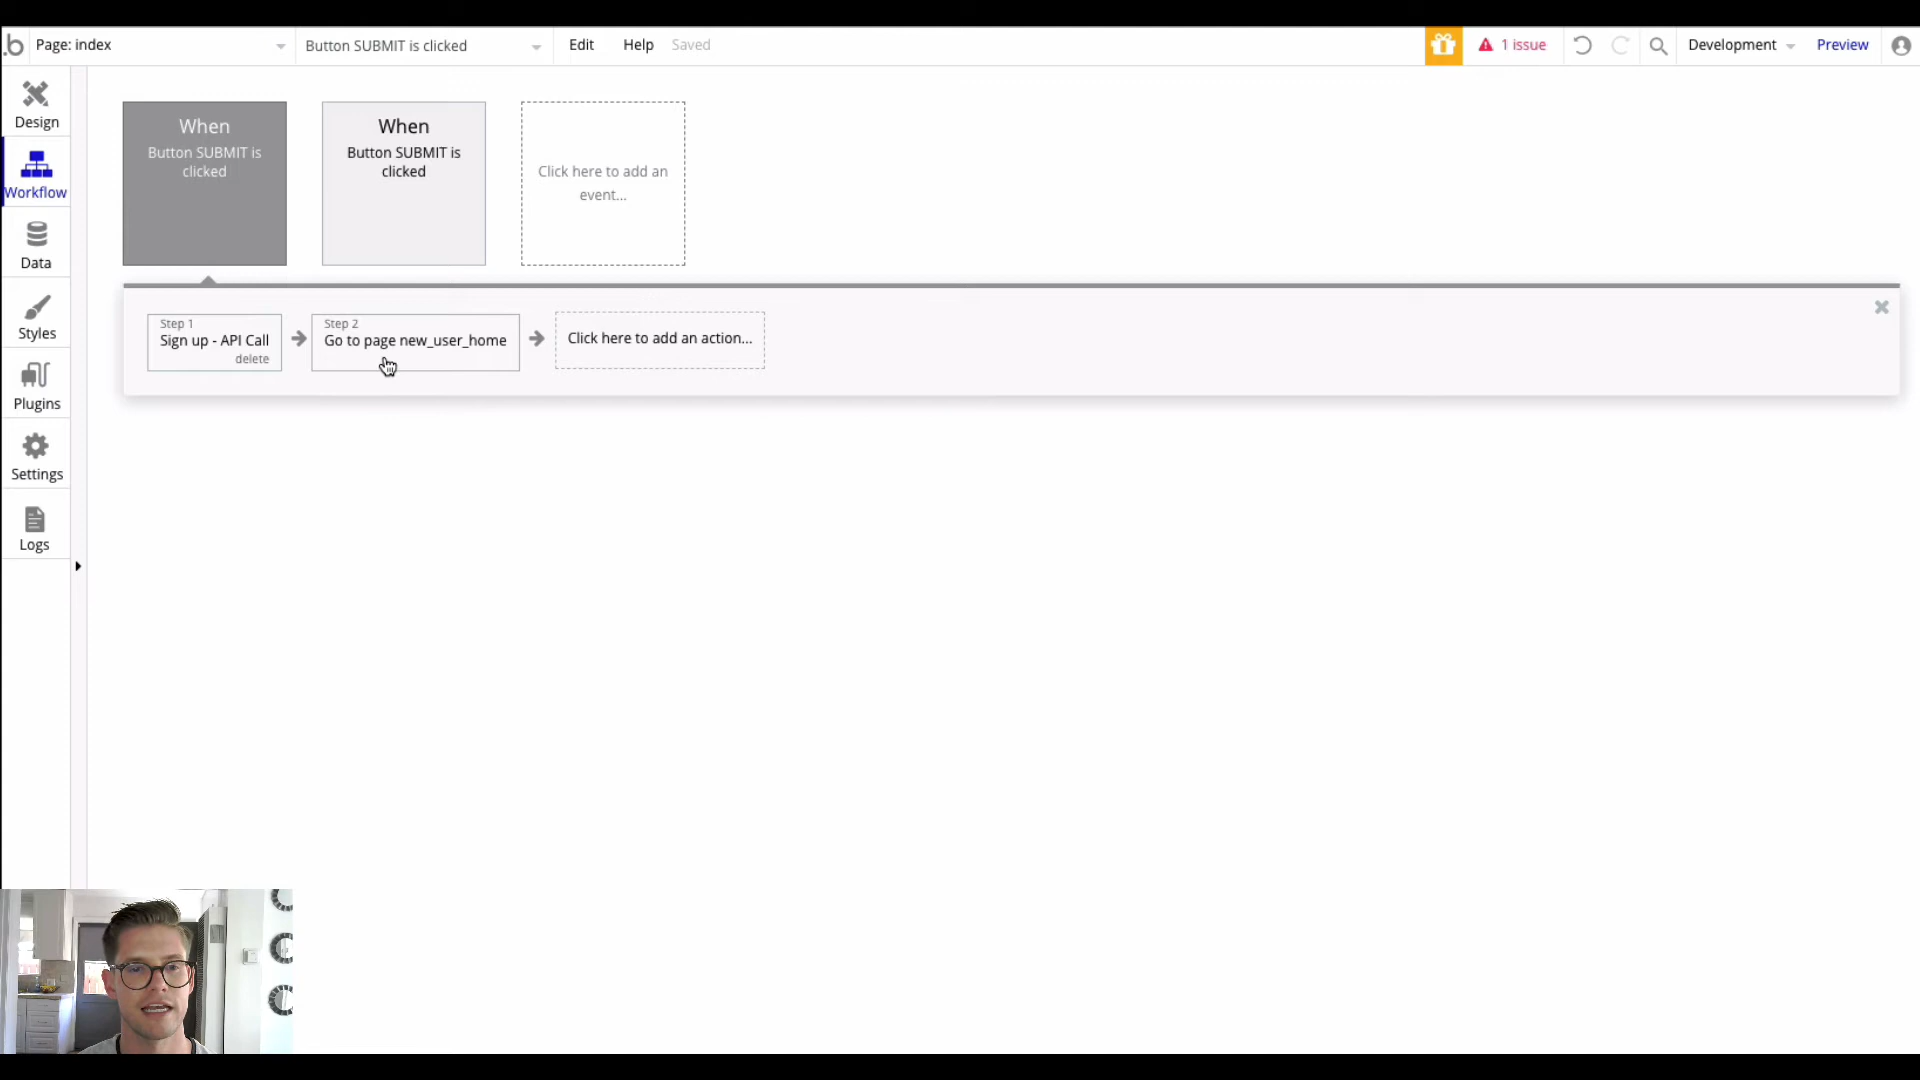 .b Page: index Button SUBMIT is clicked Edit Help Saved 1 issue Development Preview
Design
Workflow
Data
Styles
Plugins
Settings
Logs
When
Button SUBMIT is
clicked
When
Button SUBMIT is
clicked
Click here to add an
event...
Step 1
Sign up - API Call
delete
Step 2
Go to page new_user_home
Click here to add an action...